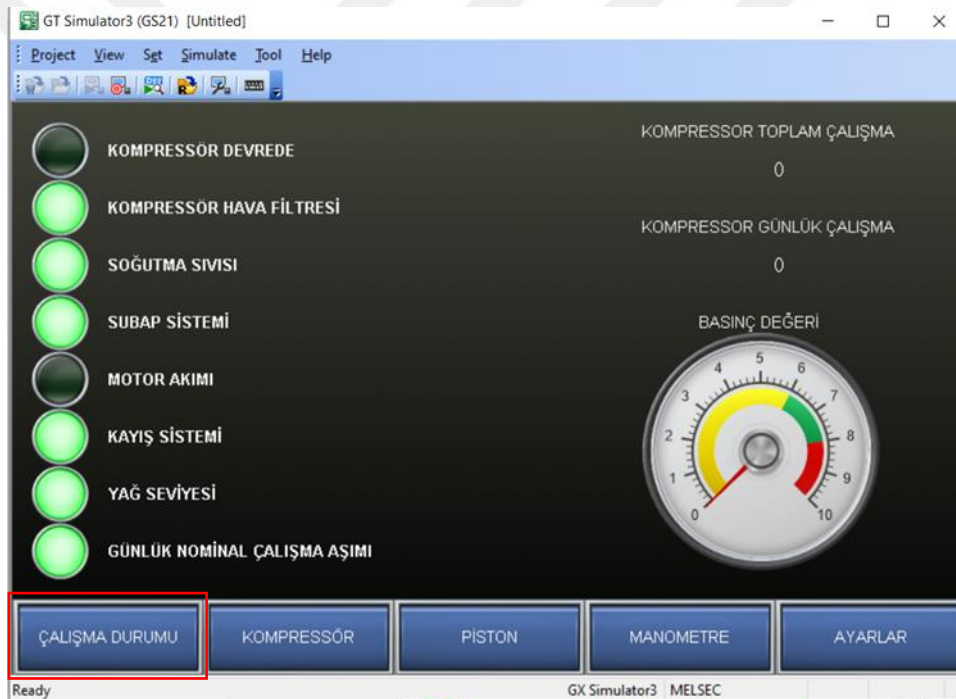 GT Simulator3 (GS21) [Untitled]
Project View Set Simulate Tool Help
KOMPRESSÖR DEVREDE
KOMPRESSÖR HAVA FİLTRESİ
SOĞUTMA SIVISI
SUBAP SİSTEMİ
MOTOR AKIMI
KAYIŞ SİSTEMİ
YAĞ SEVİYESİ
GÜNLÜK NOMİNAL ÇALIŞMA AŞIMI
KOMPRESSOR TOPLAM ÇALIŞMA
0
KOMPRESSOR GÜNLÜK ÇALIŞMA
0
BASINÇ DEĞERİ
0 1 2 3 4 5 6 7 8 9 10
ÇALIŞMA DURUMU KOMPRESSÖR PİSTON MANOMETRE AYARLAR
Ready GX Simulator3 MELSEC